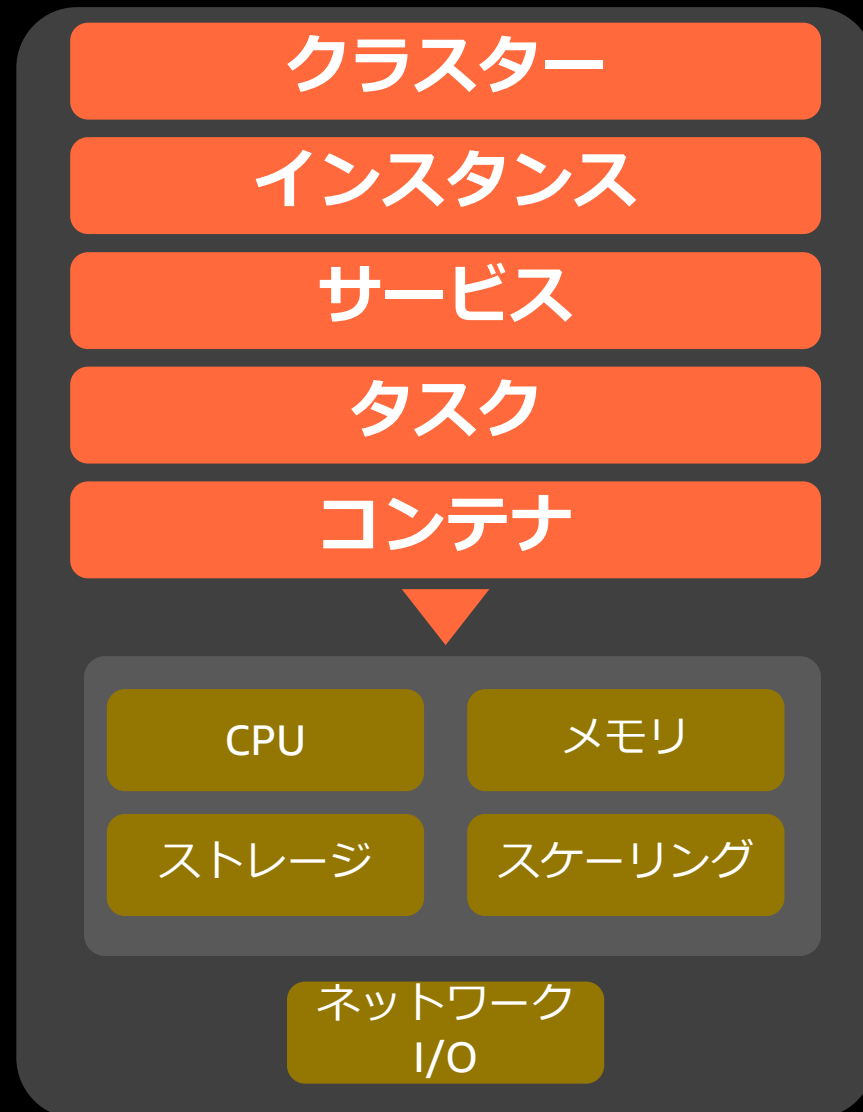 クラスター
インスタンス
サービス
タスク
コンテナ
CPU
メモリ
ストレージ
スケーリング
ネットワーク
I/O